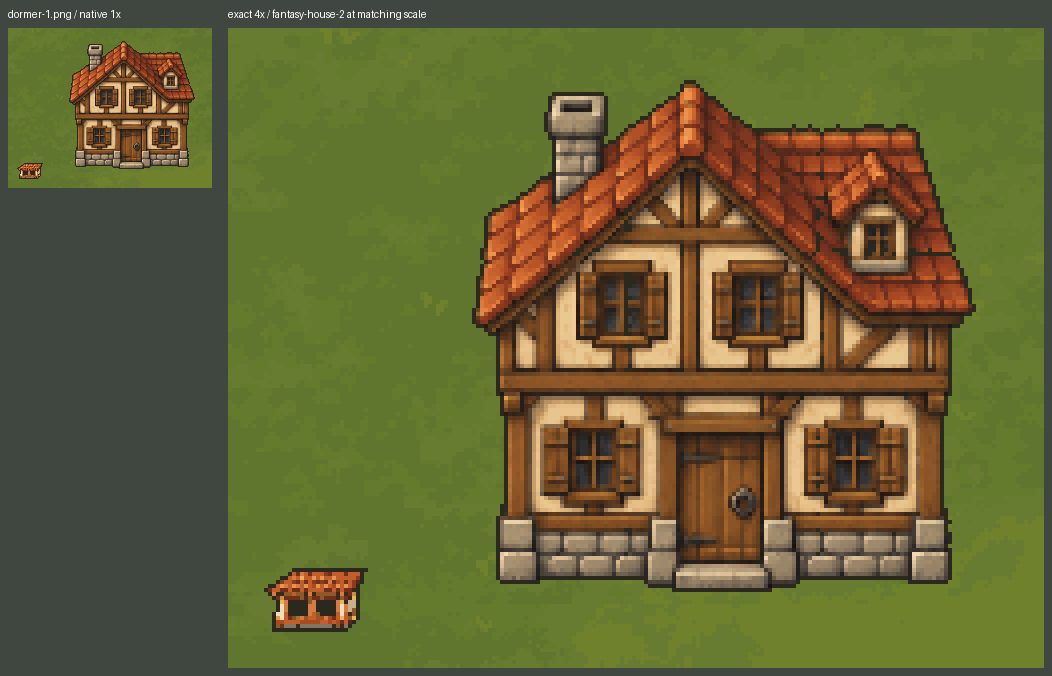 dormer-1.png / native 1x
exact 4x / fantasy-house-2 at matching scale